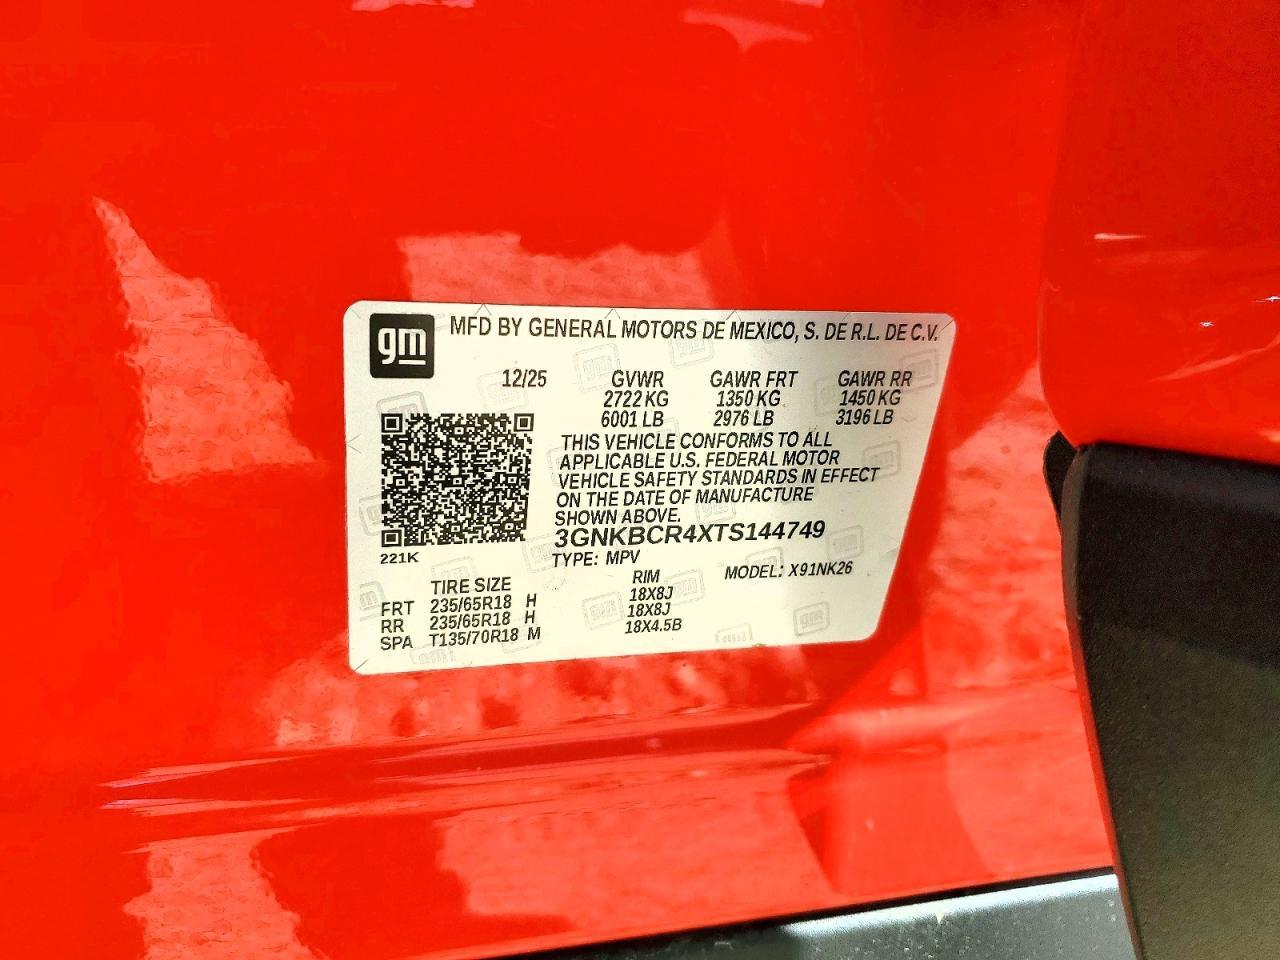 gm MFD BY GENERAL MOTORS DE MEXICO, S. DE R.L. DE C.V.
12/25 GVWR GAWR FRT GAWR RR
2722 KG 1350 KG 1450 KG
6001 LB 2976 LB 3196 LB
THIS VEHICLE CONFORMS TO ALL
APPLICABLE U.S. FEDERAL MOTOR
VEHICLE SAFETY STANDARDS IN EFFECT
ON THE DATE OF MANUFACTURE
SHOWN ABOVE.
3GNKBCR4XTS144749
221K TYPE: MPV MODEL: X91NK26
TIRE SIZE RIM
FRT 235/65R18 H 18X8J
RR 235/65R18 H 18X8J
SPA T135/70R18 M 18X4.5B